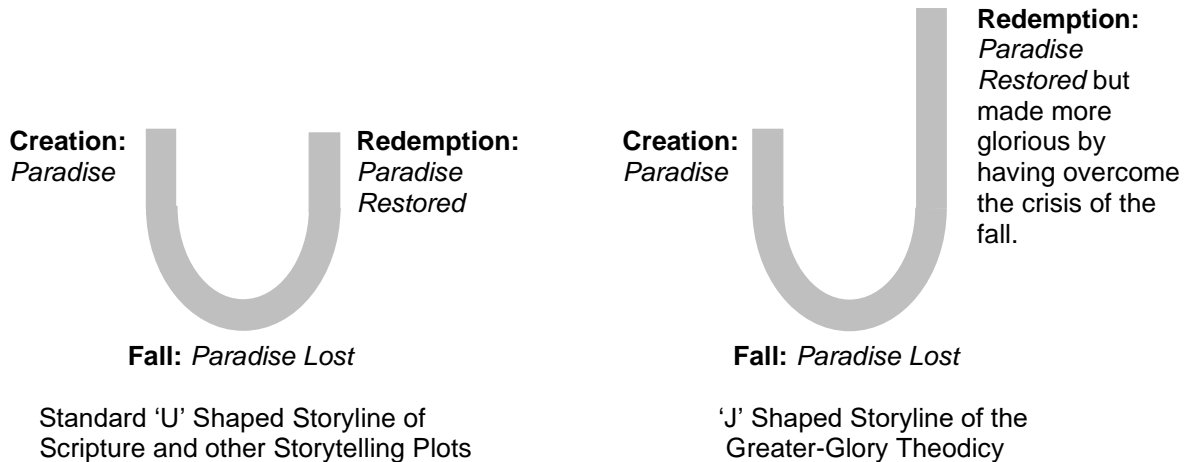 Creation:
Paradise
Redemption:
Paradise
Restored
Fall: Paradise Lost
Standard ‘U’ Shaped Storyline of
Scripture and other Storytelling Plots
Creation:
Paradise
Redemption:
Paradise
Restored but
made more
glorious by
having overcome
the crisis of the
fall.
Fall: Paradise Lost
‘J’ Shaped Storyline of the
Greater-Glory Theodicy